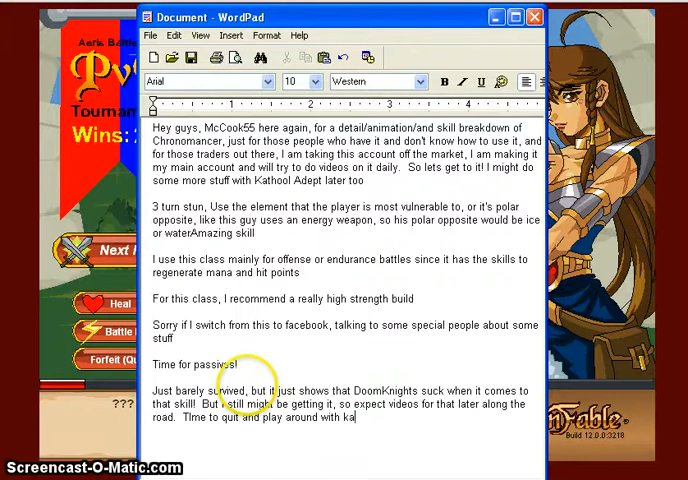 Document - WordPad
File Edit View Insert Format Help
Arial 10 Western B I U
1 2 3 4
Hey guys, McCook55 here again, for a detail/animation/and skill breakdown of
Chronomancer, just for those people who have it and don't know how to use it, and
for those traders out there, I am taking this account off the market, I am making it
my main account and will try to do videos on it daily. So lets get to it! I might do
some more stuff with Kathool Adept later too
3 turn stun, Use the element that the player is most vulnerable to, or it's polar
opposite, like this guy uses an energy weapon, so his polar opposite would be ice
or waterAmazing skill
I use this class mainly for offense or endurance battles since it has the skills to
regenerate mana and hit points
For this class, I recommend a really high strength build
Sorry if I switch from this to facebook, talking to some special people about some
stuff
Time for passives!
Just barely survived, but it just shows that DoomKnights suck when it comes to
that skill! But I still might be getting it, so expect videos for that later along the
road. TIme to quit and play around with ka
Aeris Battle
PvP
Tournam
Wins:
Next
Heal
Battle
Forfeit (Qu
???
Fable
Build 12.0.0:3218
Screencast-O-Matic.com